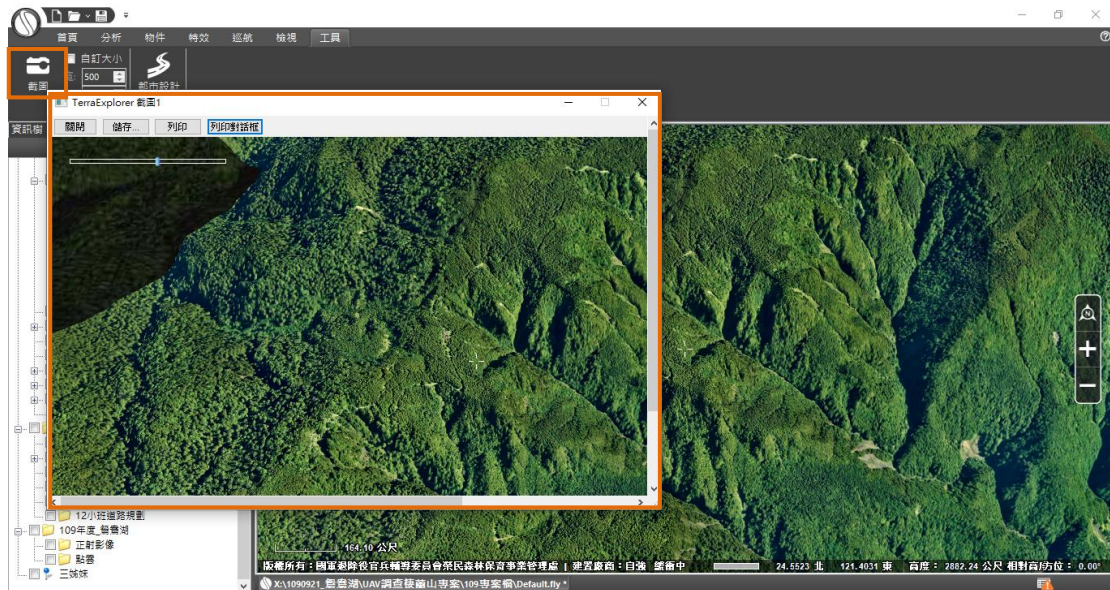 首頁 分析 物件 特效 巡航 檢視 工具
自訂大小
截圖
500
都市設計
TerraExplorer 截圖1
資訊樹
關閉 儲存... 列印 列印對話框
12小班道路規劃
109年度_鴛鴦湖
正射影像
點雲
三姊妹
164.10 公尺
版權所有：國軍退除役官兵輔導委員會榮民森林保育事業管理處 | 建置廠商：自強 緩衝中 24.5523 北 121.4031 東 高度： 2882.24 公尺 相對高 方位： 0.00°
X:\1090921_鴛鴦湖\UAV調查棲蘭山專案\109專案檔\Default.fly *